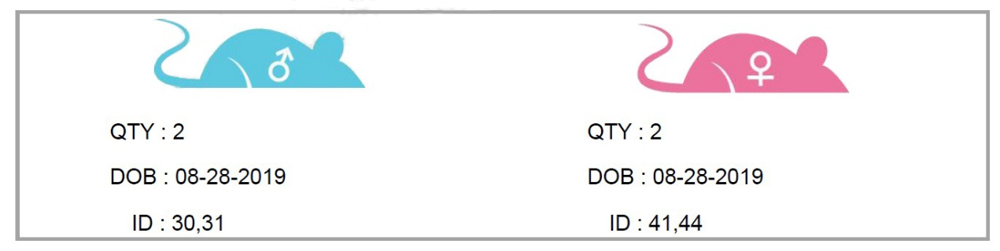 QTY : 2
DOB : 08-28-2019
ID : 30,31
QTY : 2
DOB : 08-28-2019
ID : 41,44